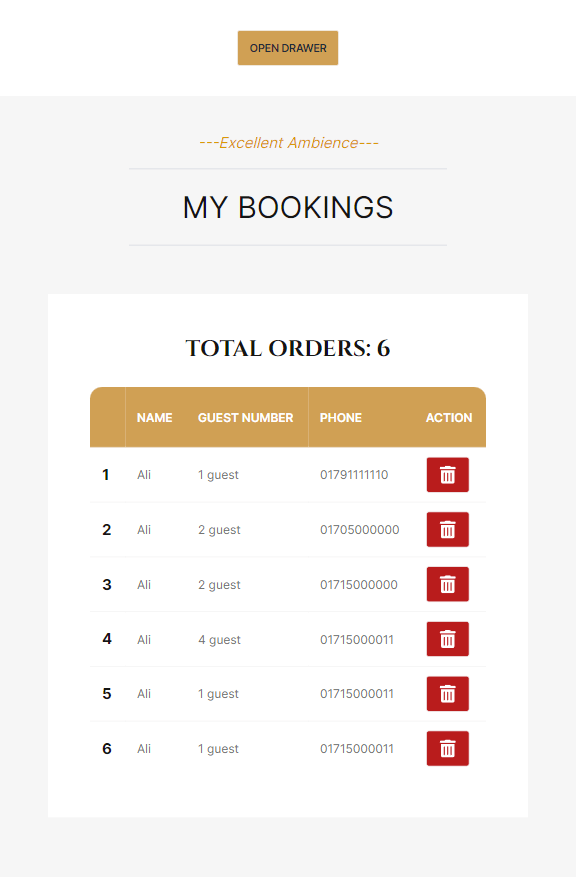 OPEN DRAWER
---Excellent Ambience---
MY BOOKINGS
TOTAL ORDERS: 6
NAME GUEST NUMBER PHONE ACTION
1 Ali 1 guest 01791111110
2 Ali 2 guest 01705000000
3 Ali 2 guest 01715000000
4 Ali 4 guest 01715000011
5 Ali 1 guest 01715000011
6 Ali 1 guest 01715000011